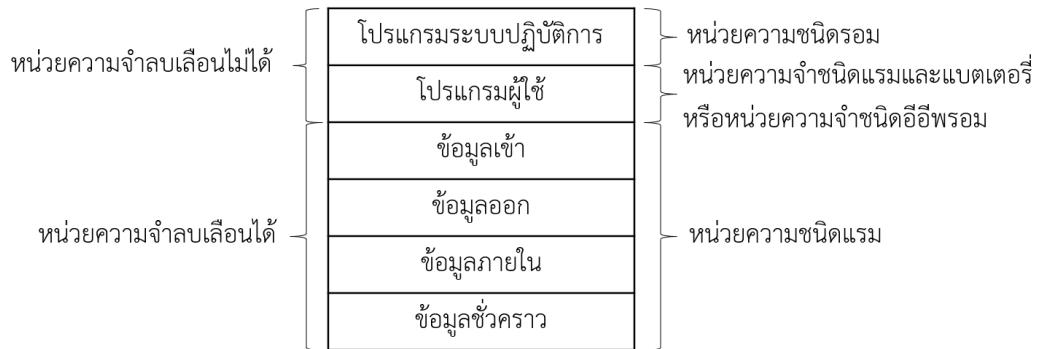 โปรแกรมระบบปฏิบัติการ
หน่วยความชนิดรอม
หน่วยความจำลบเลือนไม่ได้
หน่วยความจำชนิดแรมและแบตเตอรี่
โปรแกรมผู้ใช้
หรือหน่วยความจำชนิดอีอีพรอม
ข้อมูลเข้า
ข้อมูลออก
หน่วยความจำลบเลือนได้
หน่วยความชนิดแรม
ข้อมูลภายใน
ข้อมูลชั่วคราว